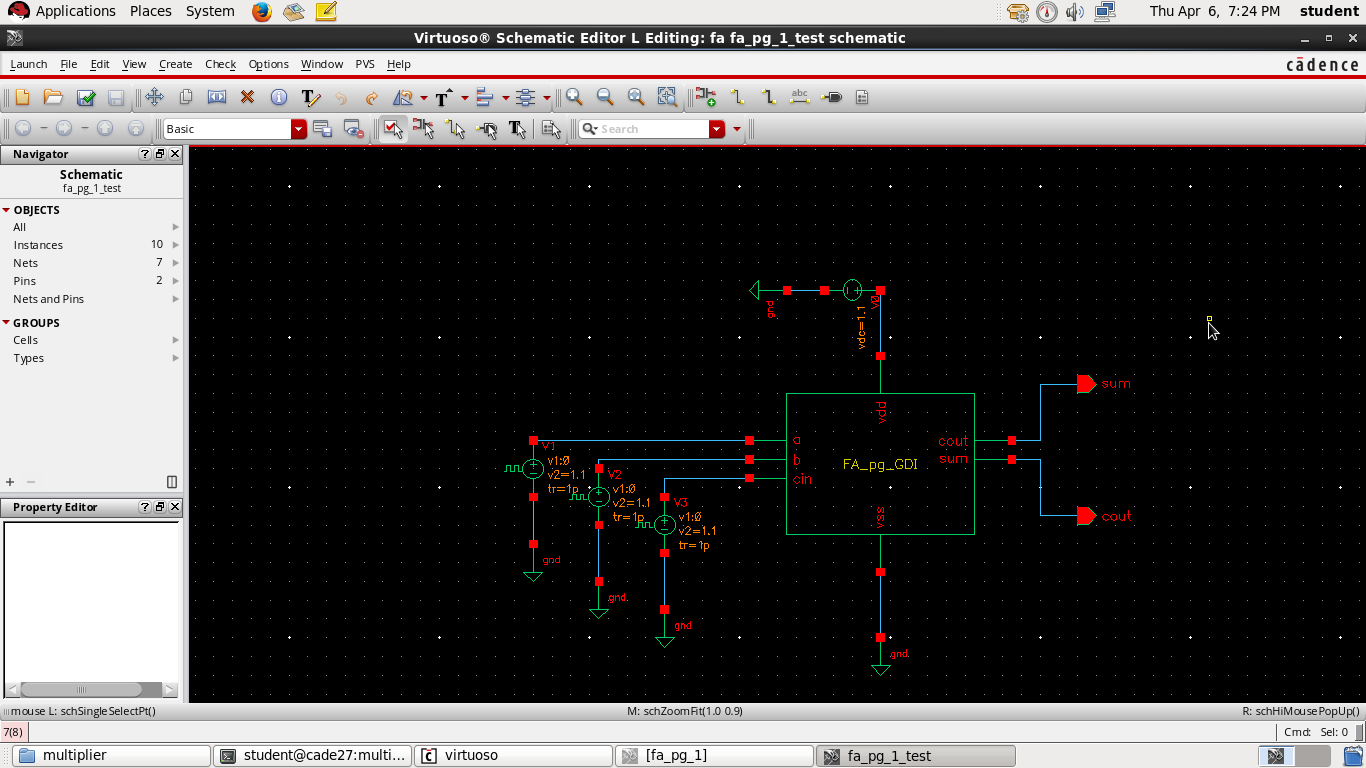 Applications Places System
Thu Apr 6, 7:24 PM student
Virtuoso® Schematic Editor L Editing: fa fa_pg_1_test schematic
Launch File Edit View Create Check Options Window PVS Help
cādence
Basic
Search
Navigator
Schematic
fa_pg_1_test
OBJECTS
All
Instances 10
Nets 7
Pins 2
Nets and Pins
GROUPS
Cells
Types
Property Editor
gnd
V0
vdc=1.1
vdd
a
b
cin
FA_pg_GDI
cout
sum
vss
sum
cout
V1
v1:0
v2=1.1
tr=1p
V2
v1:0
v2=1.1
tr=1p
V3
v1:0
v2=1.1
tr=1p
gnd
gnd
gnd
gnd
mouse L: schSingleSelectPt()
M: schZoomFit(1.0 0.9)
R: schHiMousePopUp()
7(8)
Cmd: Sel: 0
multiplier
student@cade27:multi...
virtuoso
[fa_pg_1]
fa_pg_1_test